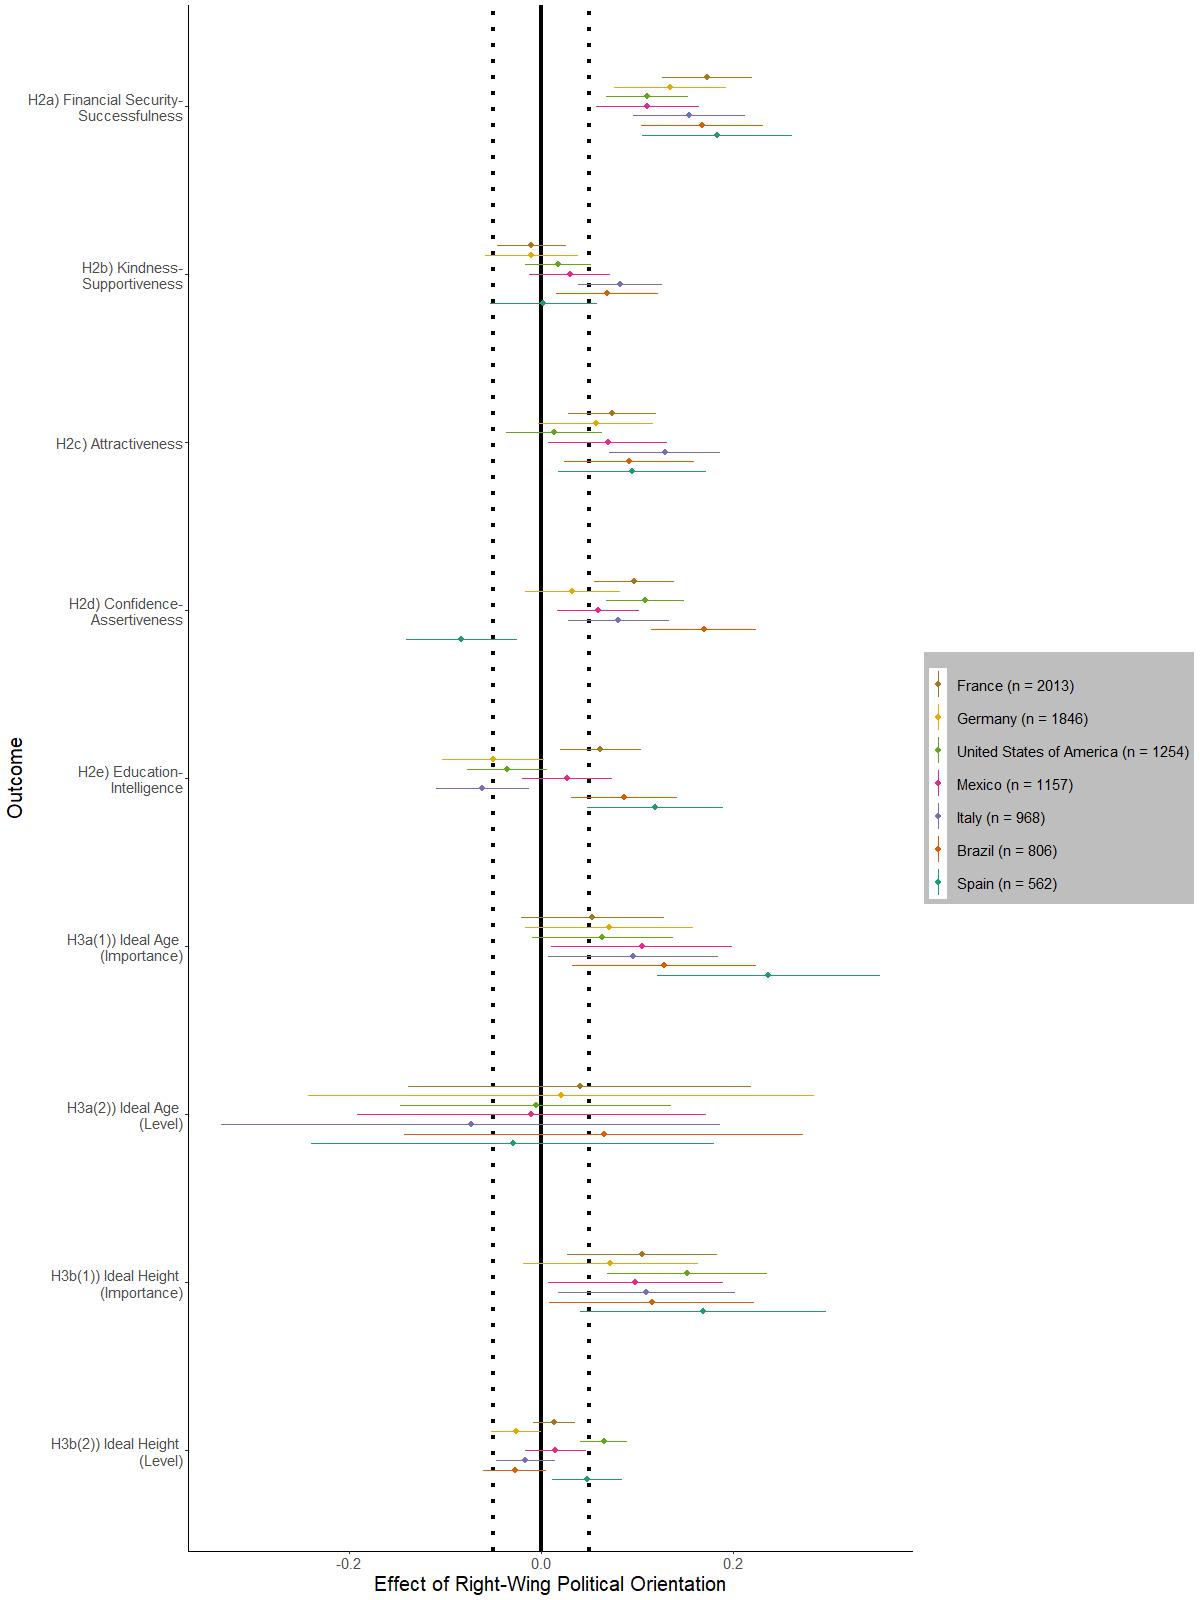 H2a) Financial Security-
Successfulness
H2b) Kindness-
Supportiveness
H2c) Attractiveness
H2d) Confidence-
Assertiveness
H2e) Education-
Intelligence
H3a(1)) Ideal Age
(Importance)
H3a(2)) Ideal Age
(Level)
H3b(1)) Ideal Height
(Importance)
H3b(2)) Ideal Height
(Level)
Outcome
-0.2
0.0
0.2
Effect of Right-Wing Political Orientation
France (n = 2013)
Germany (n = 1846)
United States of America (n = 1254)
Mexico (n = 1157)
Italy (n = 968)
Brazil (n = 806)
Spain (n = 562)